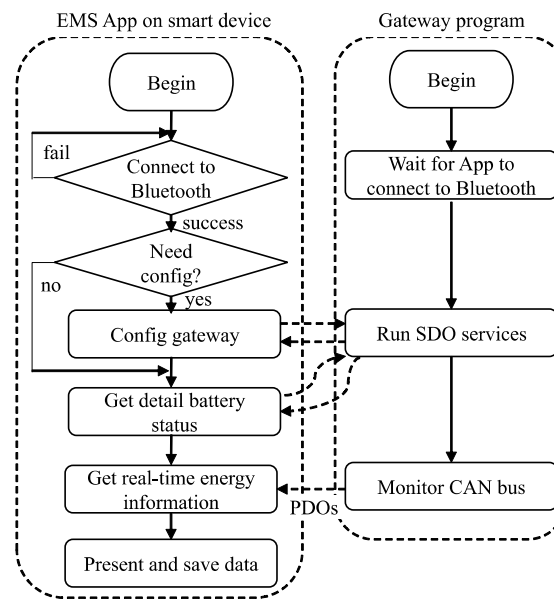 EMS App on smart device
Begin
fail
Connect to
Bluetooth
success
Need
config?
no
yes
Config gateway
Get detail battery
status
Get real-time energy
information
Present and save data
Gateway program
Begin
Wait for App to
connect to Bluetooth
Run SDO services
Monitor CAN bus
PDOs